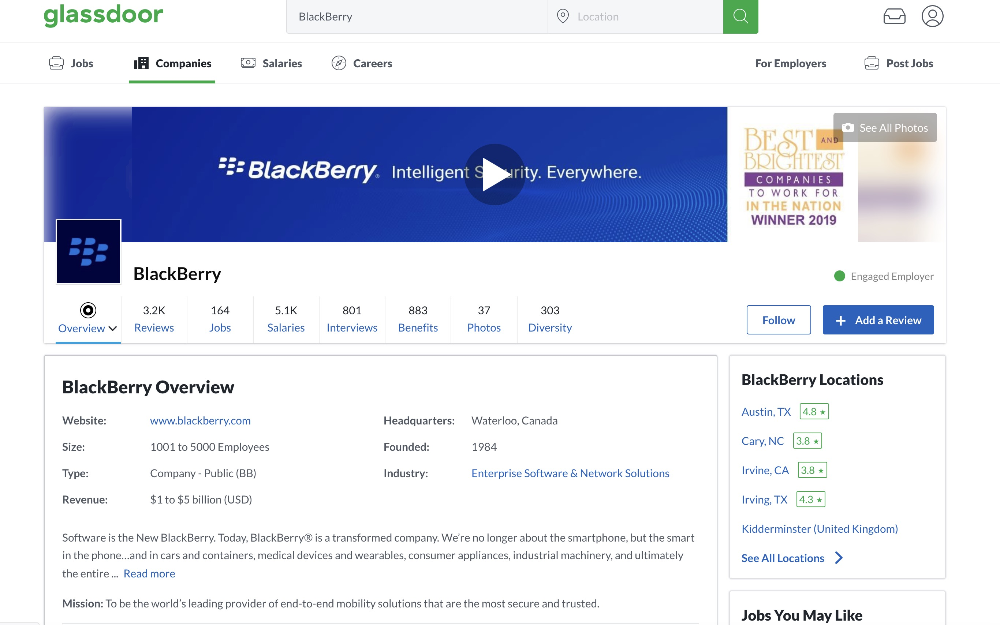 glassdoor
BlackBerry
Location
Jobs
Companies
Salaries
Careers
For Employers
Post Jobs
BlackBerry® Intelligent S urity. Everywhere.
See All Photos
BEST AND
BRIGHTEST
COMPANIES
TO WORK FOR
IN THE NATION
WINNER 2019
BlackBerry
Engaged Employer
Overview
3.2K
Reviews
164
Jobs
5.1K
Salaries
801
Interviews
883
Benefits
37
Photos
303
Diversity
Follow
+ Add a Review
BlackBerry Overview
Website: www.blackberry.com
Headquarters: Waterloo, Canada
Size: 1001 to 5000 Employees
Founded: 1984
Type: Company - Public (BB)
Industry: Enterprise Software & Network Solutions
Revenue: $1 to $5 billion (USD)
Software is the New BlackBerry. Today, BlackBerry® is a transformed company. We’re no longer about the smartphone, but the smart
in the phone...and in cars and containers, medical devices and wearables, consumer appliances, industrial machinery, and ultimately
the entire ... Read more
Mission: To be the world’s leading provider of end-to-end mobility solutions that are the most secure and trusted.
BlackBerry Locations
Austin, TX 4.8 ★
Cary, NC 3.8 ★
Irvine, CA 3.8 ★
Irving, TX 4.3 ★
Kidderminster (United Kingdom)
See All Locations
Jobs You May Like